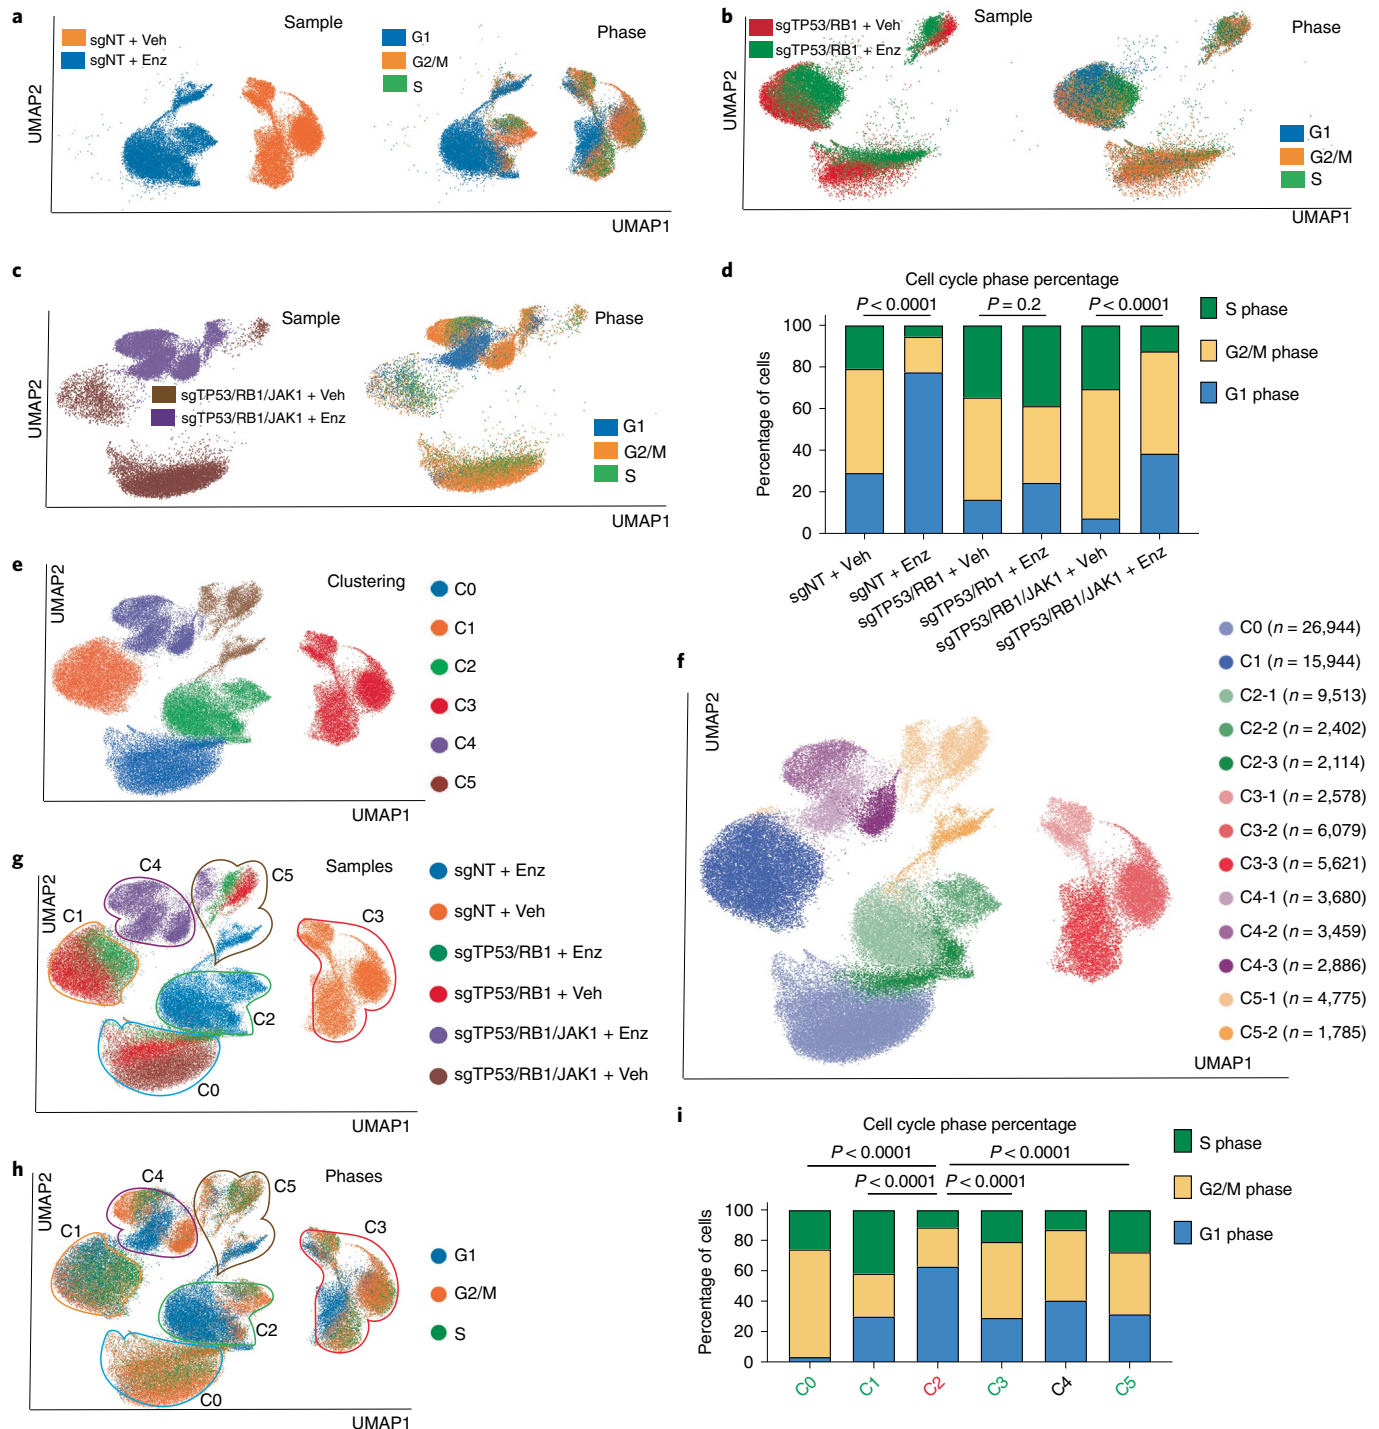 a
sgNT + Veh
sgNT + Enz
Sample
G1
G2/M
S
Phase
UMAP2
UMAP1
b
sgTP53/RB1 + Veh
sgTP53/RB1 + Enz
Sample
Phase
G1
G2/M
S
UMAP2
UMAP1
c
Sample
sgTP53/RB1/JAK1 + Veh
sgTP53/RB1/JAK1 + Enz
Phase
G1
G2/M
S
UMAP2
UMAP1
d
Cell cycle phase percentage
P < 0.0001
P = 0.2
P < 0.0001
S phase
G2/M phase
G1 phase
Percentage of cells
100
80
60
40
20
0
sgNT + Veh
sgNT + Enz
sgTP53/RB1 + Veh
sgTP53/Rb1 + Enz
sgTP53/RB1/JAK1 + Veh
sgTP53/RB1/JAK1 + Enz
e
UMAP2
Clustering
C0
C1
C2
C3
C4
C5
UMAP1
f
UMAP2
C0 (n = 26,944)
C1 (n = 15,944)
C2-1 (n = 9,513)
C2-2 (n = 2,402)
C2-3 (n = 2,114)
C3-1 (n = 2,578)
C3-2 (n = 6,079)
C3-3 (n = 5,621)
C4-1 (n = 3,680)
C4-2 (n = 3,459)
C4-3 (n = 2,886)
C5-1 (n = 4,775)
C5-2 (n = 1,785)
UMAP1
g
UMAP2
C4
C5
Samples
C1
C3
C2
C0
sgNT + Enz
sgNT + Veh
sgTP53/RB1 + Enz
sgTP53/RB1 + Veh
sgTP53/RB1/JAK1 + Enz
sgTP53/RB1/JAK1 + Veh
UMAP1
h
UMAP2
C4
C5
Phases
C1
C3
C2
C0
G1
G2/M
S
UMAP1
i
Cell cycle phase percentage
P < 0.0001
P < 0.0001
P < 0.0001
P < 0.0001
S phase
G2/M phase
G1 phase
Percentage of cells
100
80
60
40
20
0
C0
C1
C2
C3
C4
C5